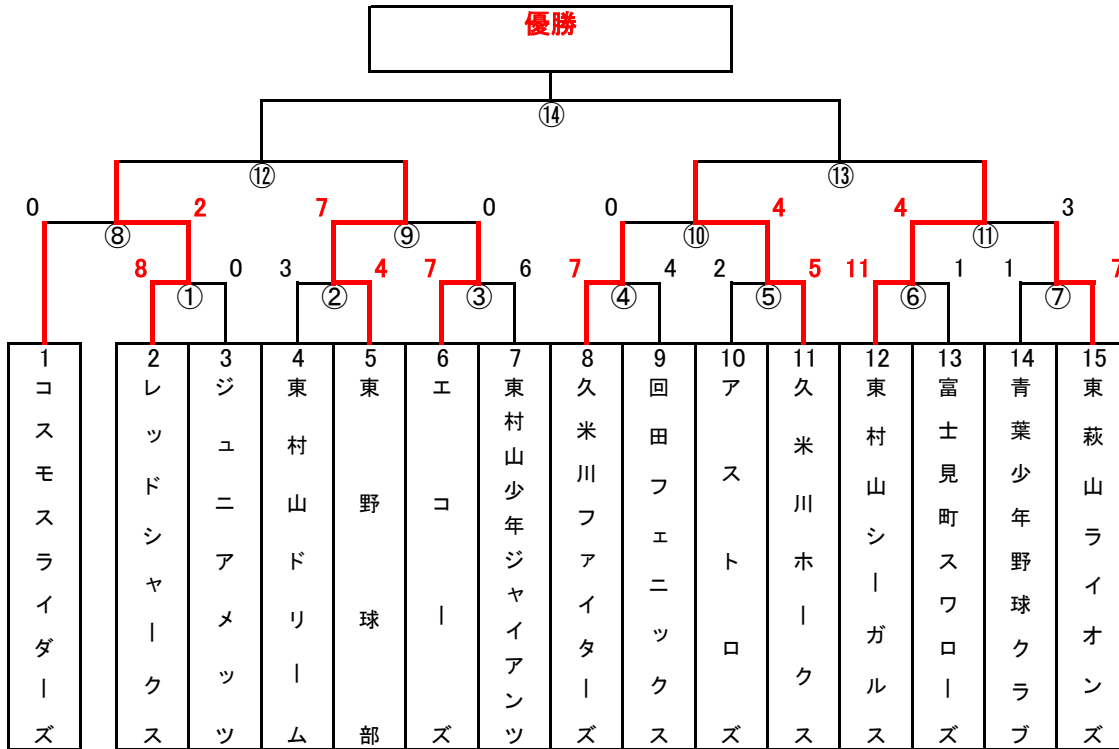 優勝
⑭
⑫ ⑬
0 2 7 0 0 4 4 3
⑧ ⑨ ⑩ ⑪
8 0 3 4 7 6 7 4 2 5 11 1 1 7
① ② ③ ④ ⑤ ⑥ ⑦
1 2 3 4 5 6 7 8 9 10 11 12 13 14 15
コスモスライダーズ
レッドシャークス
ジュニアメッツ
東村山ドリーム
東野球部
エコーズ
東村山少年ジャイアンツ
久米川ファイターズ
回田フェニックス
アストロズ
久米川ホークス
東村山シーガルス
富士見町スワローズ
青葉少年野球クラブ
東萩山ライオンズ